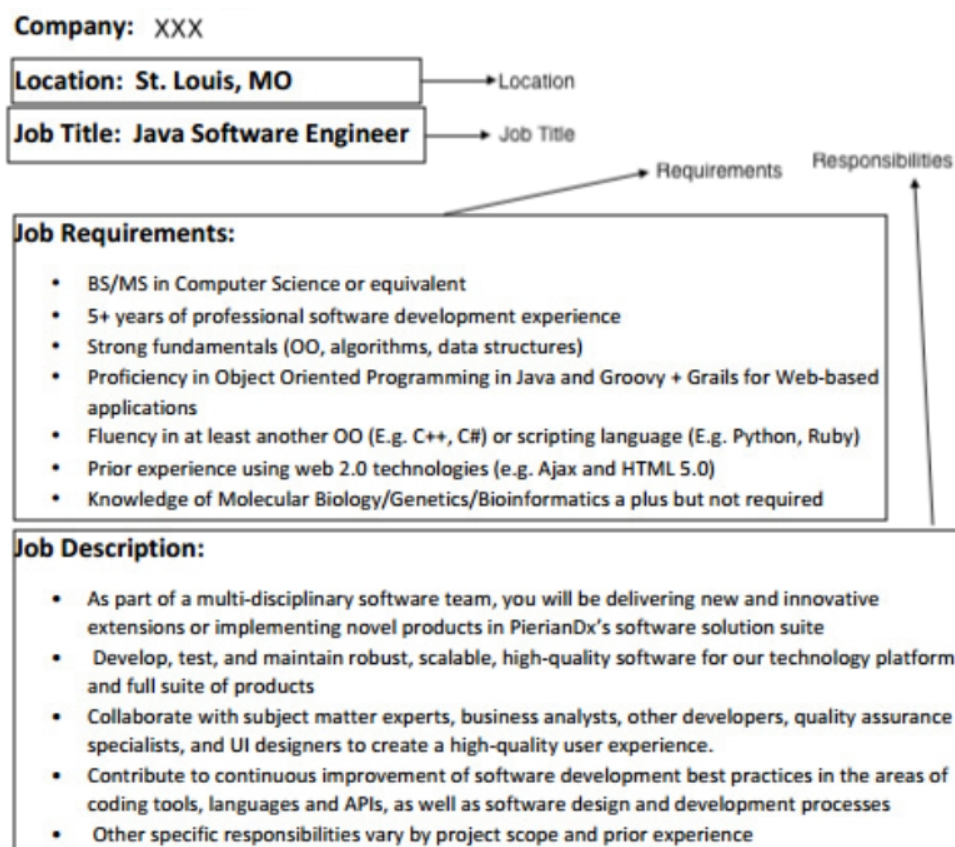 Company: XXX
Location: St. Louis, MO
Location
Job Title: Java Software Engineer
Job Title
Requirements
Responsibilities
Job Requirements:
• BS/MS in Computer Science or equivalent
• 5+ years of professional software development experience
• Strong fundamentals (OO, algorithms, data structures)
• Proficiency in Object Oriented Programming in Java and Groovy + Grails for Web-based
applications
• Fluency in at least another OO (E.g. C++, C#) or scripting language (E.g. Python, Ruby)
• Prior experience using web 2.0 technologies (e.g. Ajax and HTML 5.0)
• Knowledge of Molecular Biology/Genetics/Bioinformatics a plus but not required
Job Description:
• As part of a multi-disciplinary software team, you will be delivering new and innovative
extensions or implementing novel products in PierianDx's software solution suite
• Develop, test, and maintain robust, scalable, high-quality software for our technology platform
and full suite of products
• Collaborate with subject matter experts, business analysts, other developers, quality assurance
specialists, and UI designers to create a high-quality user experience.
• Contribute to continuous improvement of software development best practices in the areas of
coding tools, languages and APIs, as well as software design and development processes
• Other specific responsibilities vary by project scope and prior experience